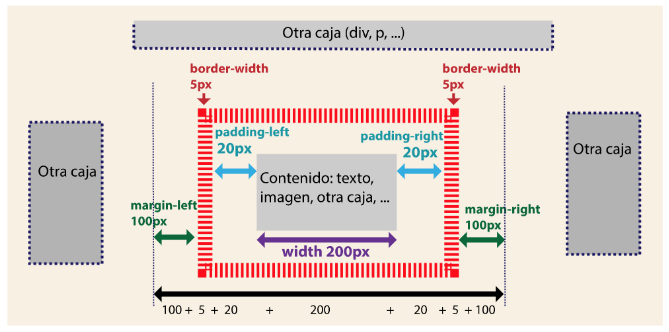 Otra caja (div, p, ...)
border-width
5px
border-width
5px
padding-left
20px
padding-right
20px
Otra caja
Otra caja
Contenido: texto,
imagen, otra caja, ...
margin-left
100px
margin-right
100px
width 200px
100 + 5 + 20 + 200 + 20 + 5 + 100